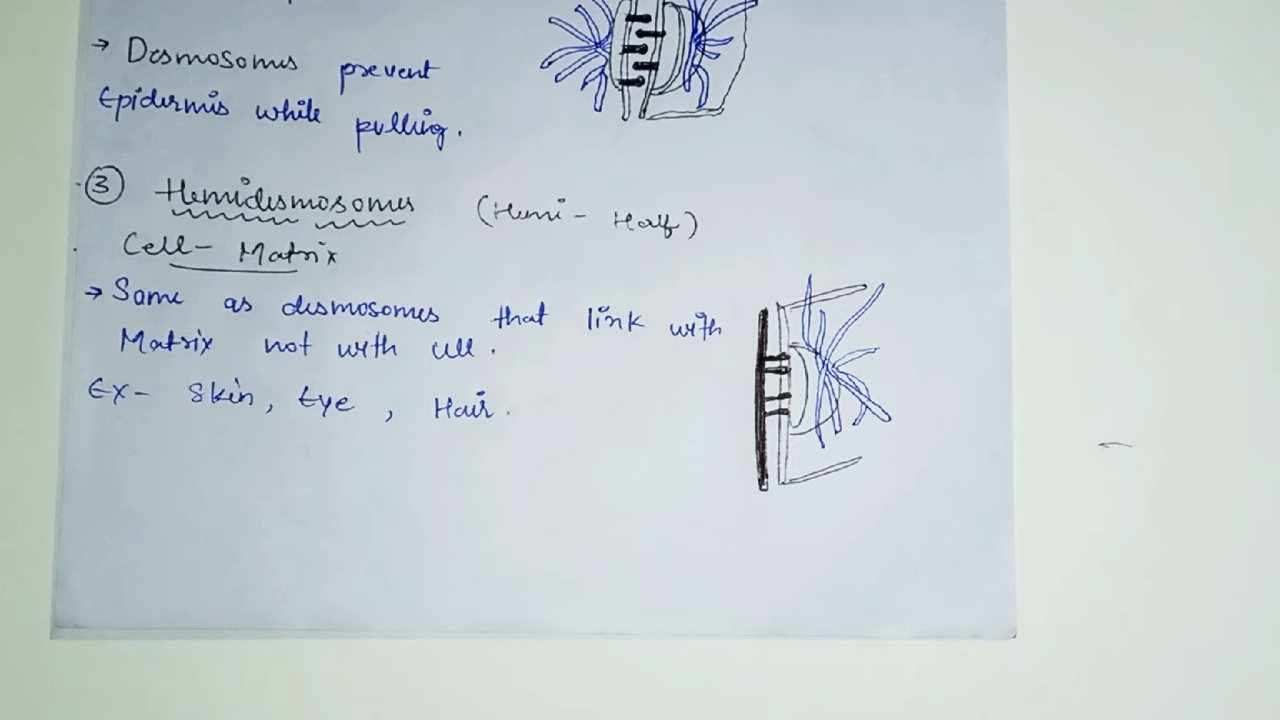 → Desmosomes prevent
Epidermis while pulling.
③ Hemidesmosomes (Hemi - Half)
Cell - Matrix
→ Same as desmosomes that link with
Matrix not with cell.
Ex - Skin, Eye, Hair.